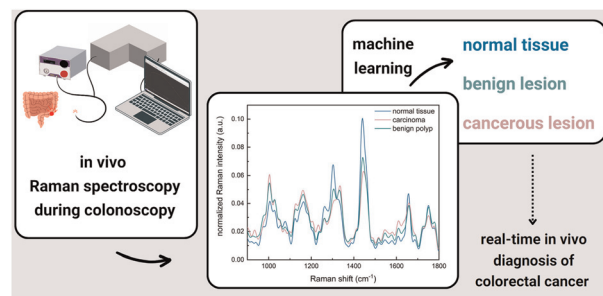 in vivo
Raman spectroscopy
during colonoscopy
machine
learning
normal tissue
benign lesion
cancerous lesion
real-time in vivo
diagnosis of
colorectal cancer
normalized Raman intensity (a.u.)
0.10
0.08
0.06
0.04
0.02
0.00
normal tissue
carcinoma
benign polyp
1000 1200 1400 1600 1800
Raman shift (cm⁻¹)